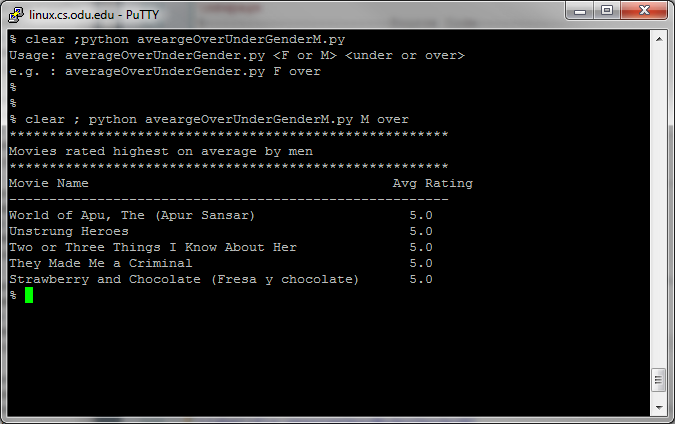 linux.cs.odu.edu - PuTTY
% clear ;python aveargeOverUnderGenderM.py
Usage: averageOverUnderGender.py <F or M> <under or over>
e.g. : averageOverUnderGender.py F over
%
%
% clear ; python aveargeOverUnderGenderM.py M over
*******************************************************
Movies rated highest on average by men
*******************************************************
Movie Name                                      Avg Rating
-------------------------------------------------------
World of Apu, The (Apur Sansar)                   5.0
Unstrung Heroes                                   5.0
Two or Three Things I Know About Her              5.0
They Made Me a Criminal                           5.0
Strawberry and Chocolate (Fresa y chocolate)      5.0
%